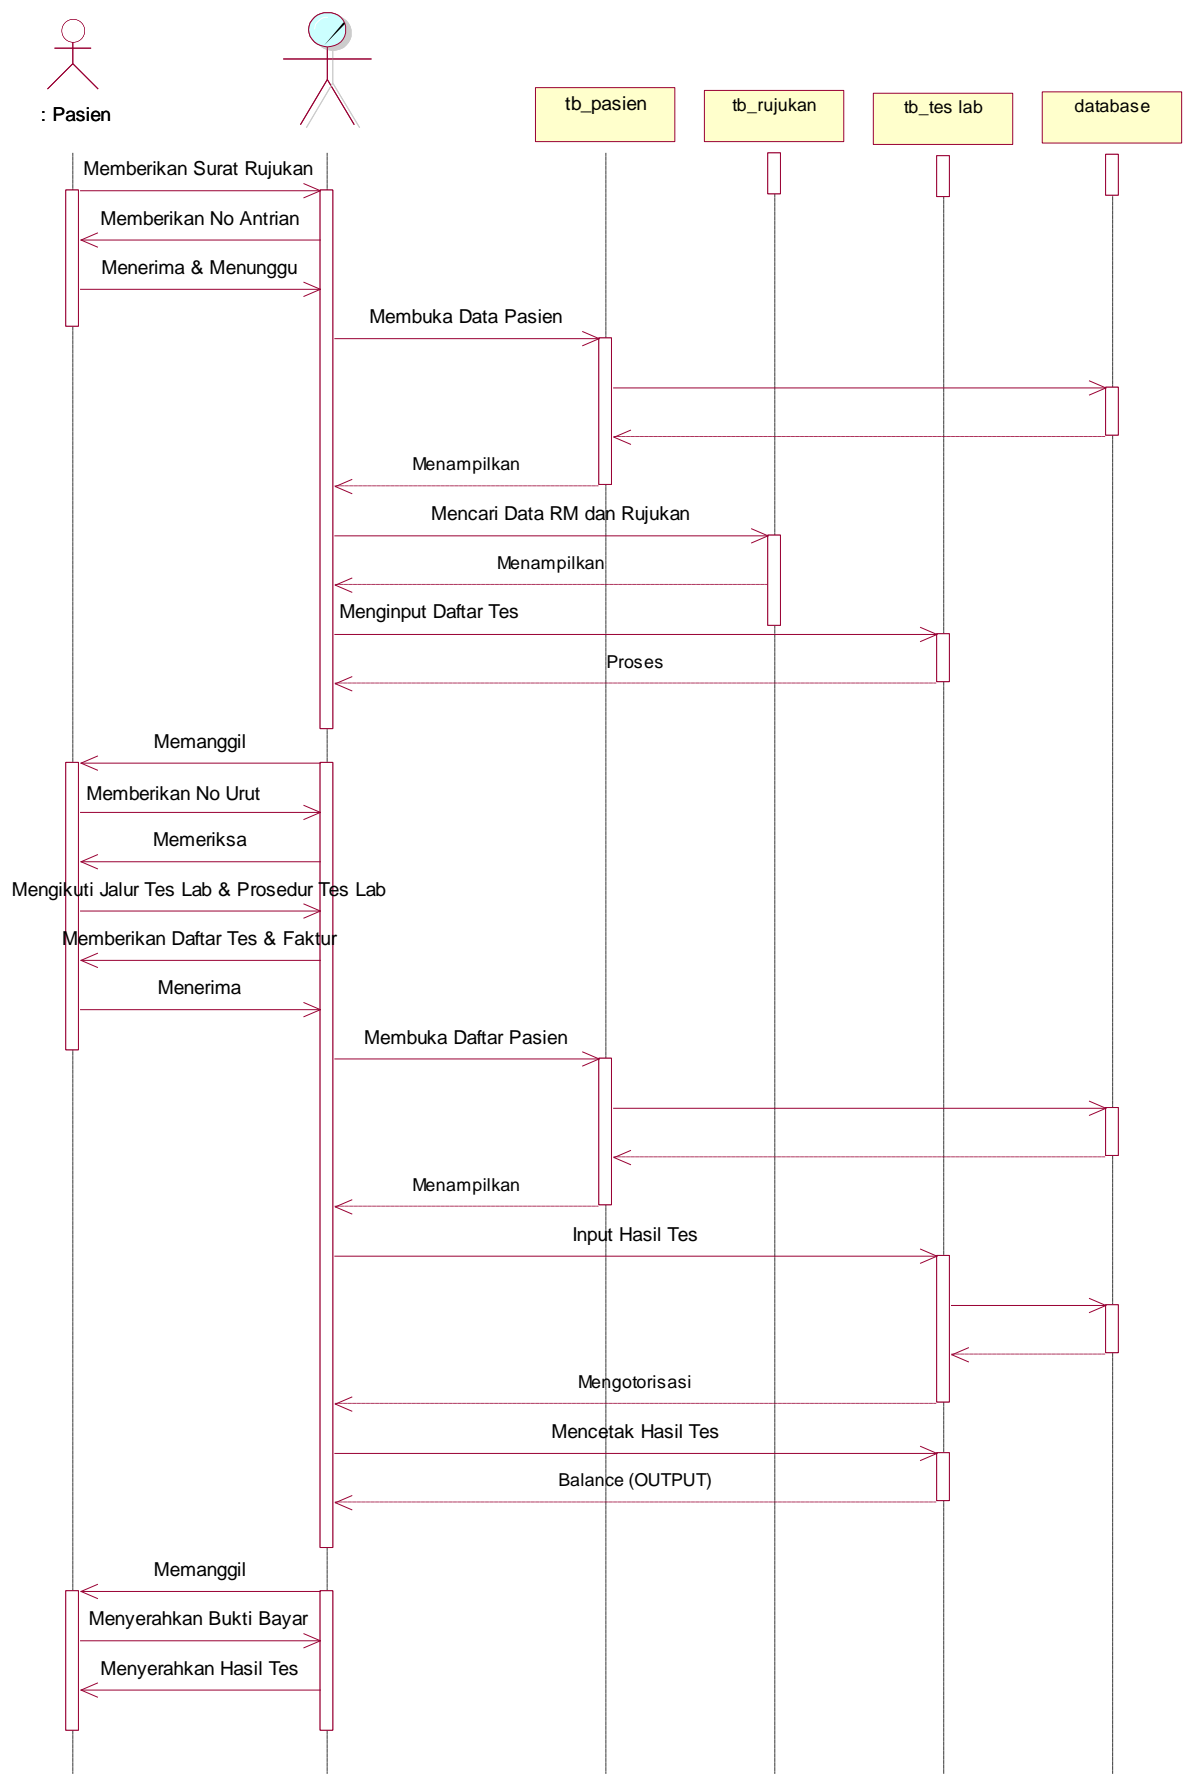 : Pasien
tb_pasien
tb_rujukan
tb_tes lab
database
Memberikan Surat Rujukan
Memberikan No Antrian
Menerima & Menunggu
Membuka Data Pasien
Menampilkan
Mencari Data RM dan Rujukan
Menampilkan
Menginput Daftar Tes
Proses
Memanggil
Memberikan No Urut
Memeriksa
Mengikuti Jalur Tes Lab & Prosedur Tes Lab
Memberikan Daftar Tes & Faktur
Menerima
Membuka Daftar Pasien
Menampilkan
Input Hasil Tes
Mengotorisasi
Mencetak Hasil Tes
Balance (OUTPUT)
Memanggil
Menyerahkan Bukti Bayar
Menyerahkan Hasil Tes